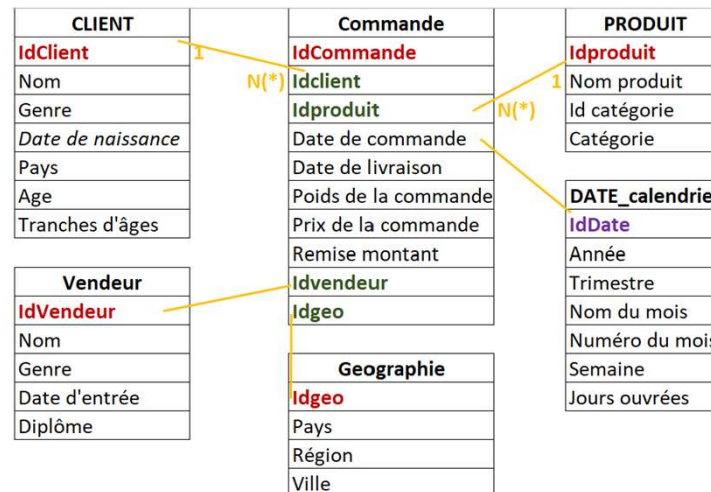 CLIENT
IdClient
Nom
Genre
Date de naissance
Pays
Age
Tranches d'âges
1
N(*)
Commande
IdCommande
Idclient
Idproduit
Date de commande
Date de livraison
Poids de la commande
Prix de la commande
Remise montant
Idvendeur
Idgeo
N(*)
1
PRODUIT
Idproduit
Nom produit
Id catégorie
Catégorie
DATE_calendrie
IdDate
Année
Trimestre
Nom du mois
Numéro du mois
Semaine
Jours ouvrées
Vendeur
IdVendeur
Nom
Genre
Date d'entrée
Diplôme
Geographie
Idgeo
Pays
Région
Ville